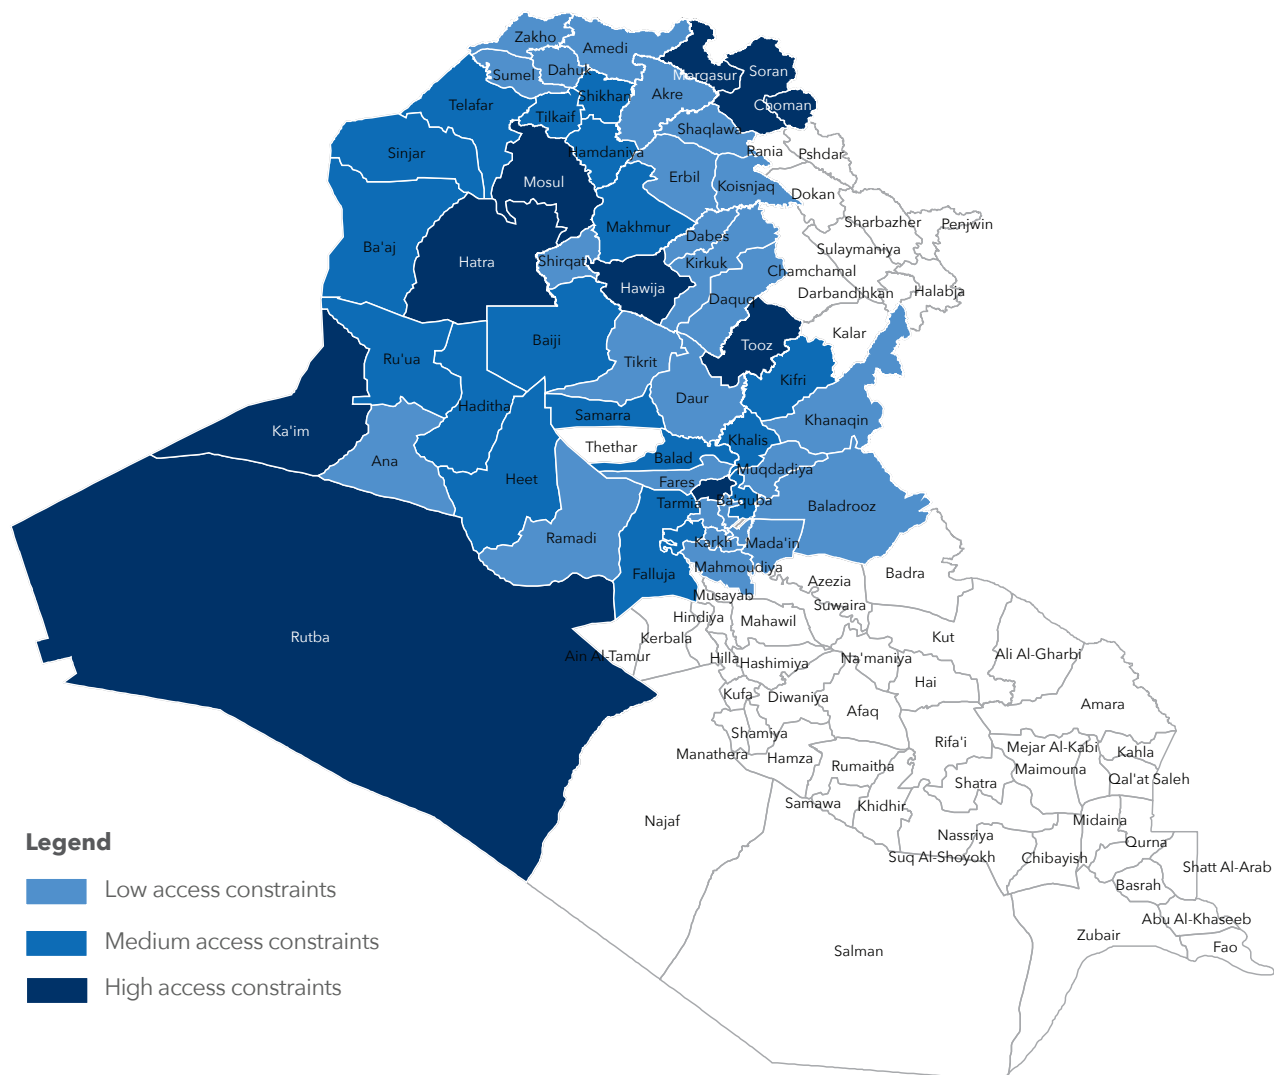 Zakho
Amedi
Sumel
Dahuk
Mergasur
Soran
Akre
Shikhan
Telafar
Tilkaif
Choman
Shaqlawa
Hamdaniya
Sinjar
Rania
Pshdar
Mosul
Erbil
Koisnjaq
Dokan
Makhmur
Sharbazher
Penjwin
Dabes
Ba'aj
Sulaymaniya
Hatra
Shirqat
Kirkuk
Chamchamal
Hawija
Daquq
Darbandihkan
Halabja
Baiji
Tooz
Kalar
Ru'ua
Tikrit
Kifri
Haditha
Daur
Samarra
Khanaqin
Ka'im
Thethar
Khalis
Ana
Balad
Muqdadiya
Heet
Fares
Tarmia
Ba'quba
Baladrooz
Ramadi
Karkh
Mada'in
Falluja
Mahmoudiya
Azezia
Badra
Musayab
Suwaira
Hindiya
Mahawil
Rutba
Kerbala
Kut
Ain Al-Tamur
Hilla
Hashimiya
Na'maniya
Ali Al-Gharbi
Kufa
Diwaniya
Hai
Afaq
Amara
Shamiya
Rifa'i
Manathera
Hamza
Rumaitha
Mejar Al-Kabi
Kahla
Maimouna
Shatra
Qal'at Saleh
Samawa
Khidhir
Najaf
Midaina
Nassriya
Qurna
Suq Al-Shoyokh
Chibayish
Shatt Al-Arab
Basrah
Abu Al-Khaseeb
Zubair
Fao
Salman
Legend
Low access constraints
Medium access constraints
High access constraints